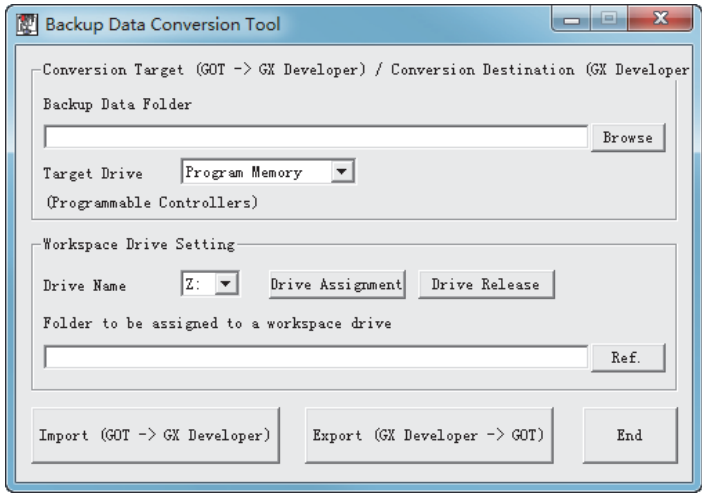 Backup Data Conversion Tool
Conversion Target (GOT -> GX Developer) / Conversion Destination (GX Developer
Backup Data Folder
Browse
Target Drive Program Memory
(Programmable Controllers)
Workspace Drive Setting
Drive Name Z: Drive Assignment Drive Release
Folder to be assigned to a workspace drive
Ref.
Import (GOT -> GX Developer) Export (GX Developer -> GOT) End